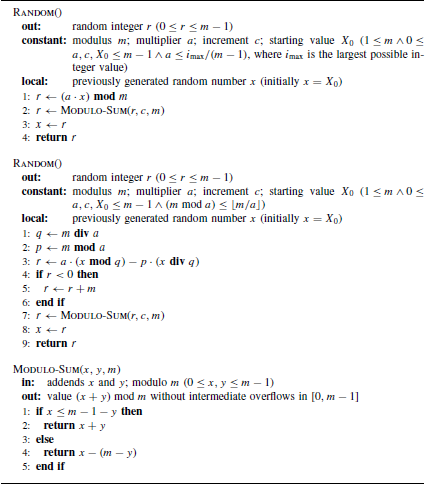 RANDOM()
out: random integer r (0 ≤ r ≤ m − 1)
constant: modulus m; multiplier a; increment c; starting value X₀ (1 ≤ m ∧ 0 ≤
a, c, X₀ ≤ m − 1 ∧ a ≤ i_max/(m − 1), where i_max is the largest possible in-
teger value)
local: previously generated random number x (initially x = X₀)
1: r ← (a · x) mod m
2: r ← MODULO-SUM(r, c, m)
3: x ← r
4: return r
RANDOM()
out: random integer r (0 ≤ r ≤ m − 1)
constant: modulus m; multiplier a; increment c; starting value X₀ (1 ≤ m ∧ 0 ≤
a, c, X₀ ≤ m − 1 ∧ (m mod a) ≤ ⌊m/a⌋)
local: previously generated random number x (initially x = X₀)
1: q ← m div a
2: p ← m mod a
3: r ← a · (x mod q) − p · (x div q)
4: if r < 0 then
5: r ← r + m
6: end if
7: r ← MODULO-SUM(r, c, m)
8: x ← r
9: return r
MODULO-SUM(x, y, m)
in: addends x and y; modulo m (0 ≤ x, y ≤ m − 1)
out: value (x + y) mod m without intermediate overflows in [0, m − 1]
1: if x ≤ m − 1 − y then
2: return x + y
3: else
4: return x − (m − y)
5: end if